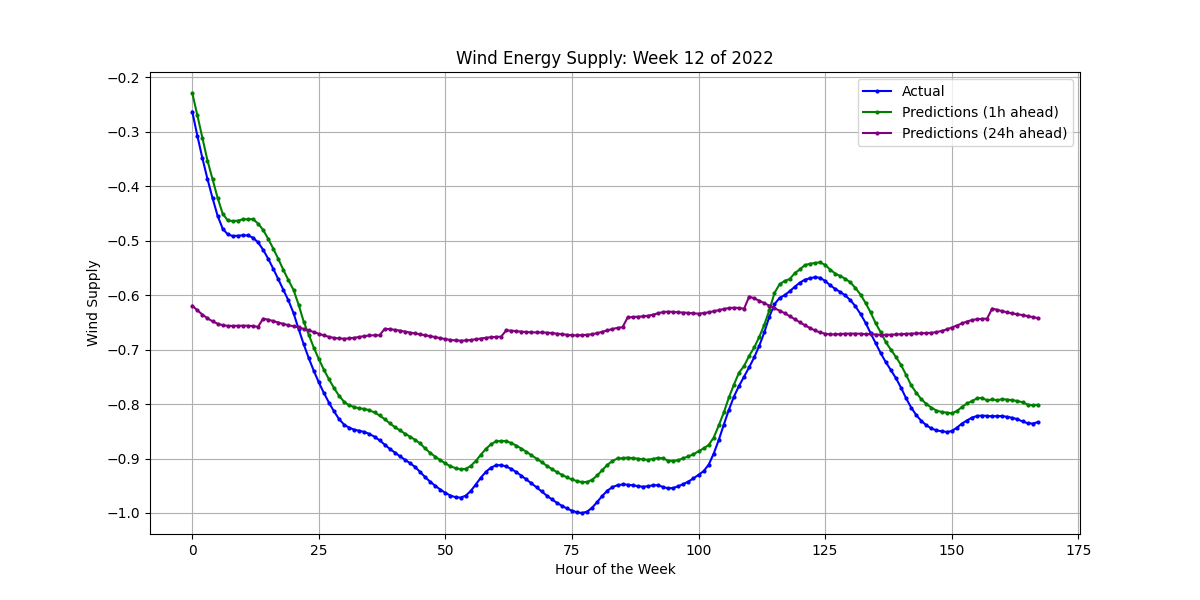 Wind Energy Supply: Week 12 of 2022
Actual
Predictions (1h ahead)
Predictions (24h ahead)
Wind Supply
−0.2
−0.3
−0.4
−0.5
−0.6
−0.7
−0.8
−0.9
−1.0
0 25 50 75 100 125 150 175
Hour of the Week